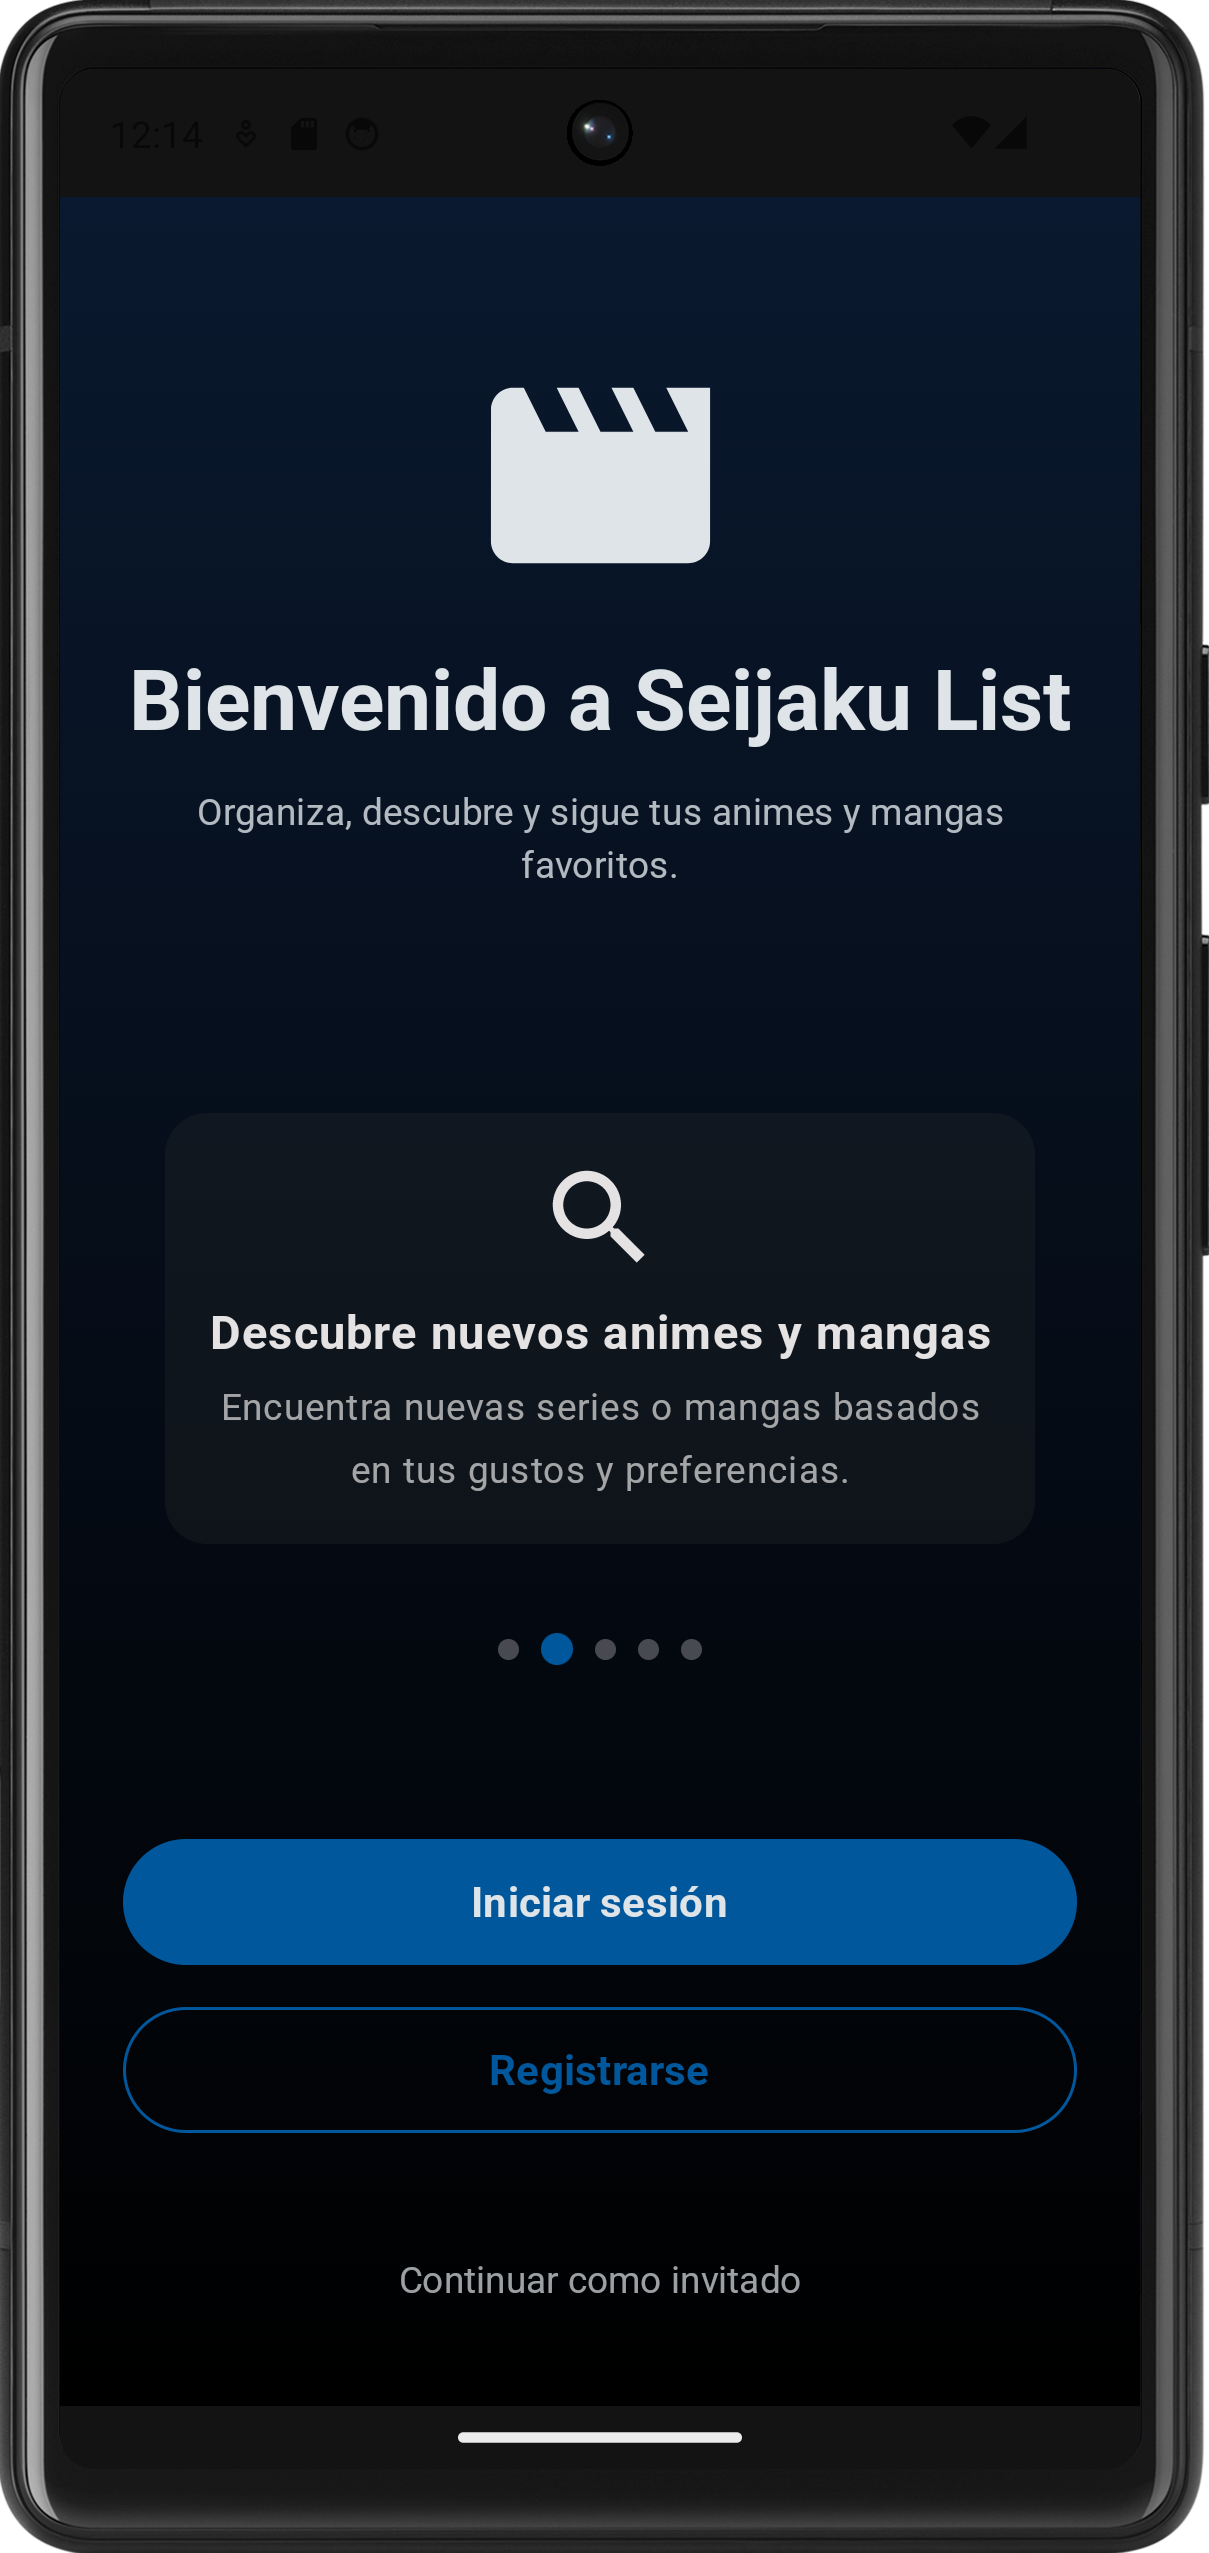 12:14
Bienvenido a Seijaku List
Organiza, descubre y sigue tus animes y mangas
favoritos.
Descubre nuevos animes y mangas
Encuentra nuevas series o mangas basados
en tus gustos y preferencias.
Iniciar sesión
Registrarse
Continuar como invitado